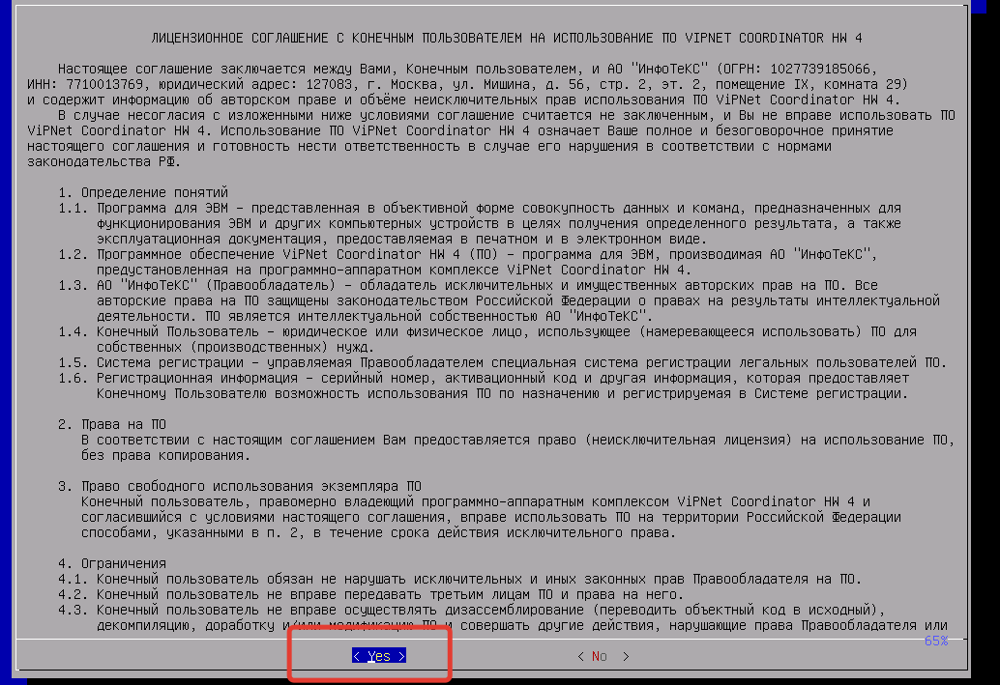 ЛИЦЕНЗИОННОЕ СОГЛАШЕНИЕ С КОНЕЧНЫМ ПОЛЬЗОВАТЕЛЕМ НА ИСПОЛЬЗОВАНИЕ ПО VIPNET COORDINATOR HW 4
Настоящее соглашение заключается между Вами, Конечным пользователем, и АО "ИнфоТеКС" (ОГРН: 1027739185066,
ИНН: 7710013769, юридический адрес: 127083, г. Москва, ул. Мишина, д. 56, стр. 2, эт. 2, помещение IX, комната 29)
и содержит информацию об авторском праве и объёме неисключительных прав использования ПО ViPNet Coordinator HW 4.
В случае несогласия с изложенными ниже условиями соглашение считается не заключенным, и Вы не вправе использовать ПО
ViPNet Coordinator HW 4. Использование ПО ViPNet Coordinator HW 4 означает Ваше полное и безоговорочное принятие
настоящего соглашения и готовность нести ответственность в случае его нарушения в соответствии с нормами
законодательства РФ.
1. Определение понятий
1.1. Программа для ЭВМ – представленная в объективной форме совокупность данных и команд, предназначенных для
функционирования ЭВМ и других компьютерных устройств в целях получения определенного результата, а также
эксплуатационная документация, предоставляемая в печатном и в электронном виде.
1.2. Программное обеспечение ViPNet Coordinator HW 4 (ПО) – программа для ЭВМ, производимая АО "ИнфоТеКС",
предустановленная на программно-аппаратном комплексе ViPNet Coordinator HW 4.
1.3. АО "ИнфоТеКС" (Правообладатель) – обладатель исключительных и имущественных авторских прав на ПО. Все
авторские права на ПО защищены законодательством Российской Федерации о правах на результаты интеллектуальной
деятельности. ПО является интеллектуальной собственностью АО "ИнфоТеКС".
1.4. Конечный Пользователь – юридическое или физическое лицо, использующее (намеревающееся использовать) ПО для
собственных (производственных) нужд.
1.5. Система регистрации – управляемая Правообладателем специальная система регистрации легальных пользователей ПО.
1.6. Регистрационная информация – серийный номер, активационный код и другая информация, которая предоставляет
Конечному Пользователю возможность использования ПО по назначению и регистрируемая в Системе регистрации.
2. Права на ПО
В соответствии с настоящим соглашением Вам предоставляется право (неисключительная лицензия) на использование ПО,
без права копирования.
3. Право свободного использования экземпляра ПО
Конечный пользователь, правомерно владеющий программно-аппаратным комплексом ViPNet Coordinator HW 4 и
согласившийся с условиями настоящего соглашения, вправе использовать ПО на территории Российской Федерации
способами, указанными в п. 2, в течение срока действия исключительного права.
4. Ограничения
4.1. Конечный пользователь обязан не нарушать исключительных и иных законных прав Правообладателя на ПО.
4.2. Конечный пользователь не вправе передавать третьим лицам ПО и права на него.
4.3. Конечный пользователь не вправе осуществлять дизассемблирование (переводить объектный код в исходный),
декомпиляцию, доработку и/или модификацию ПО и совершать другие действия, нарушающие права Правообладателя или
65%
< Yes > < No >